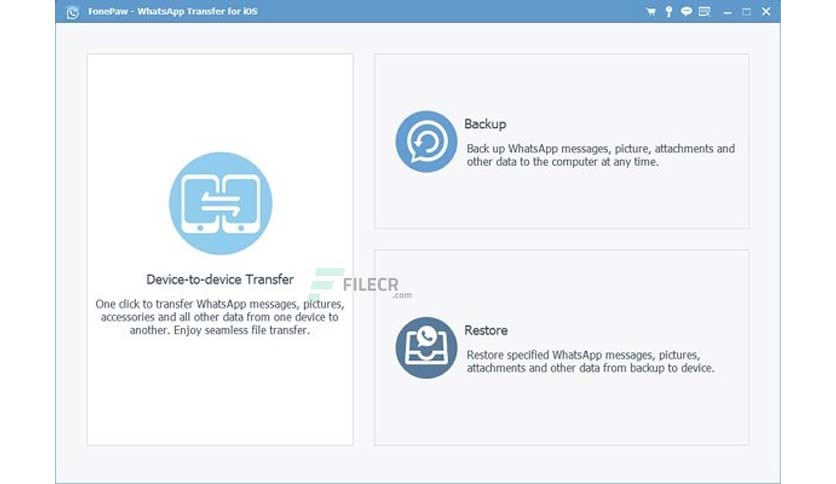 FonePaw - WhatsApp Transfer for iOS
Device-to-device Transfer
One click to transfer WhatsApp messages, pictures,
accessories and all other data from one device to
another. Enjoy seamless file transfer.
Backup
Back up WhatsApp messages, picture, attachments and
other data to the computer at any time.
Restore
Restore specified WhatsApp messages, pictures,
attachments and other data from backup to device.
FILECR
.com